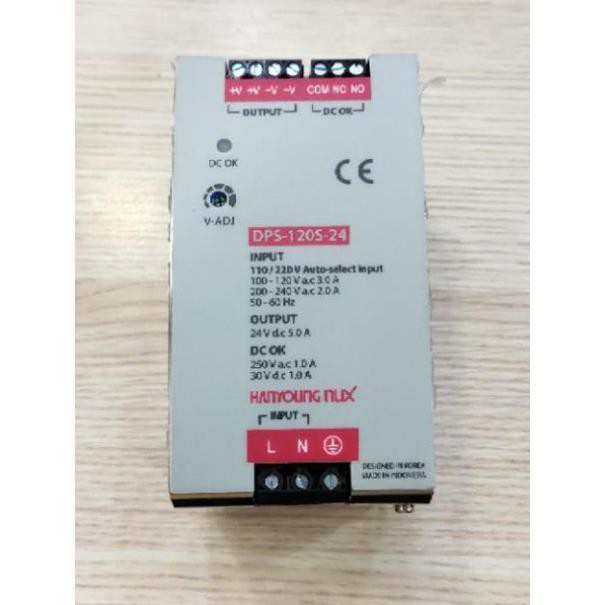 +V +V -V -V COM NC NO
OUTPUT DC OK
DC OK
CE
V-ADJ
DPS-120S-24
INPUT
110 / 220 V Auto-select input
100 - 120 V a.c 3.0 A
200 - 240 V a.c 2.0 A
50 - 60 Hz
OUTPUT
24 V d.c 5.0 A
DC OK
250 V a.c 1.0 A
30 V d.c 1.0 A
HANYOUNG NUX
INPUT
L N
DESIGNED IN KOREA
MADE IN INDONESIA